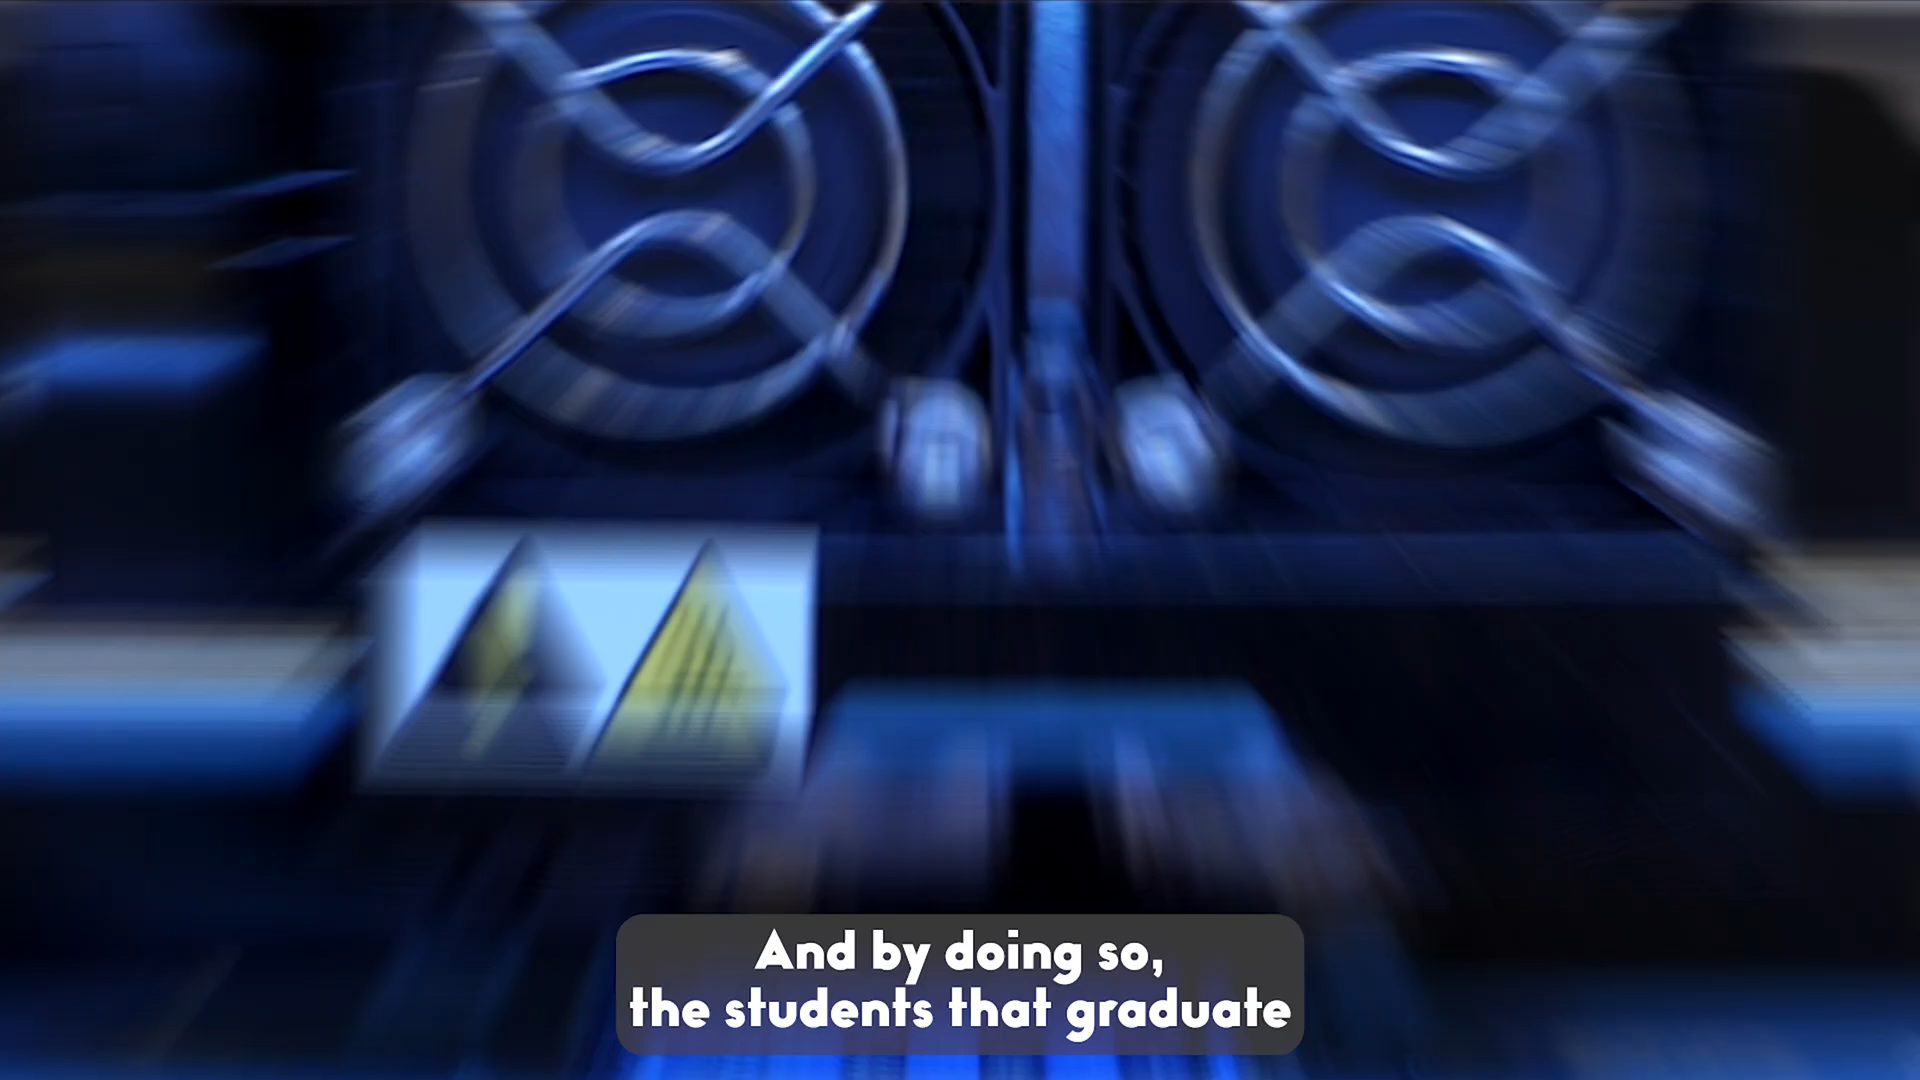 And by doing so,
the students that graduate